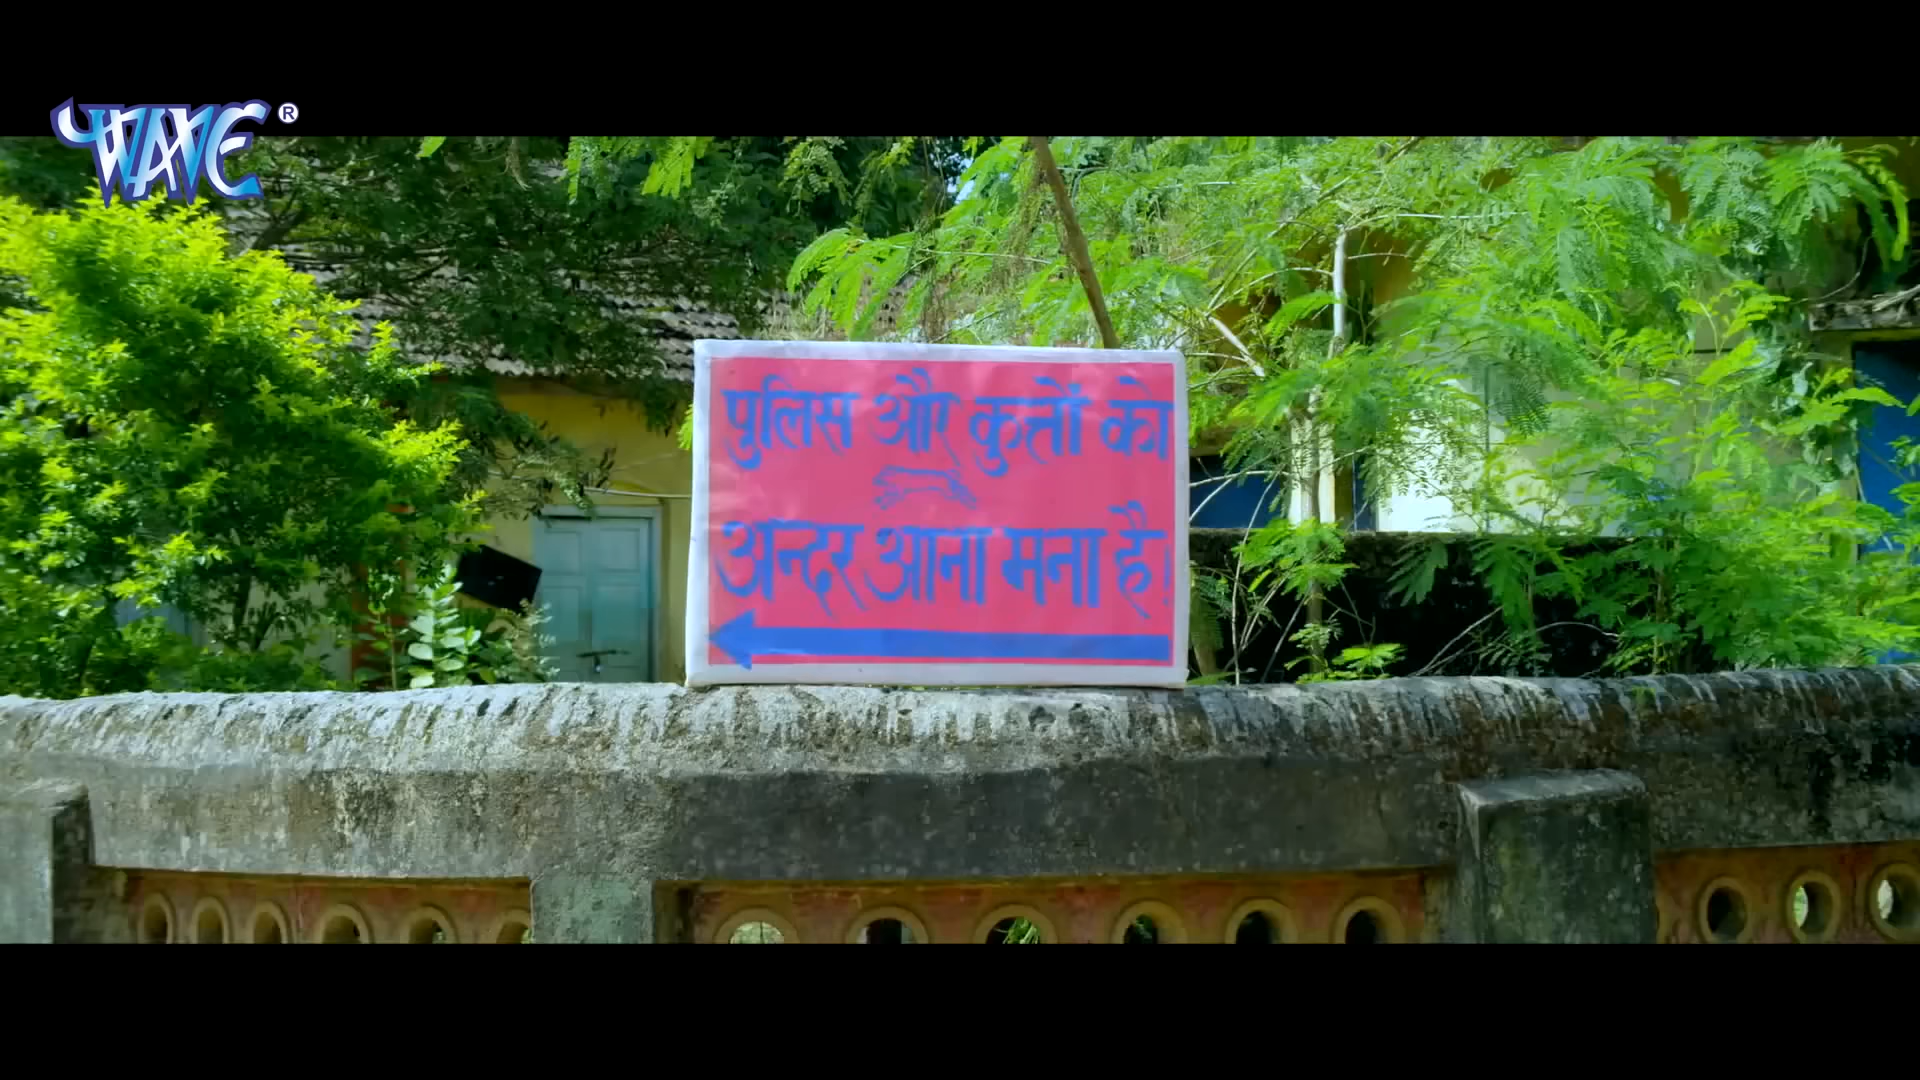 WAVE ®
पुलिस और कुत्तों को
अन्दर आना मना है।